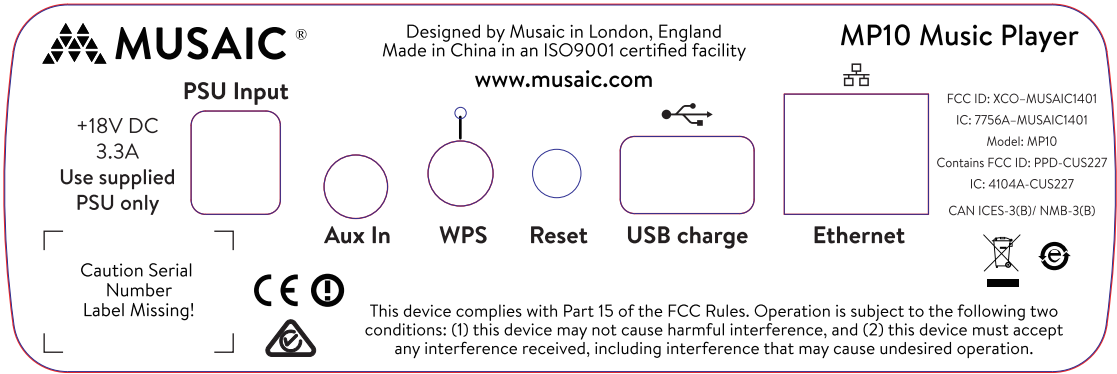 MUSAIC ®
Designed by Musaic in London, England
Made in China in an ISO9001 certified facility
www.musaic.com
MP10 Music Player
PSU Input
+18V DC
3.3A
Use supplied
PSU only
Aux In
WPS
Reset
USB charge
Ethernet
FCC ID: XCO–MUSAIC1401
IC: 7756A–MUSAIC1401
Model: MP10
Contains FCC ID: PPD-CUS227
IC: 4104A-CUS227
CAN ICES-3(B)/ NMB-3(B)
Caution Serial
Number
Label Missing!
CE
This device complies with Part 15 of the FCC Rules. Operation is subject to the following two
conditions: (1) this device may not cause harmful interference, and (2) this device must accept
any interference received, including interference that may cause undesired operation.